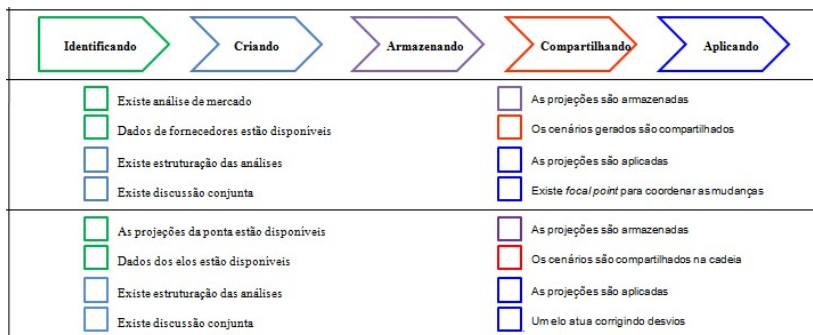 Identificando
Criando
Armazenando
Compartilhando
Aplicando
Existe análise de mercado
Dados de fornecedores estão disponíveis
Existe estruturação das análises
Existe discussão conjunta
As projeções são armazenadas
Os cenários gerados são compartilhados
As projeções são aplicadas
Existe focal point para coordenar as mudanças
As projeções da ponta estão disponíveis
Dados dos elos estão disponíveis
Existe estruturação das análises
Existe discussão conjunta
As projeções são armazenadas
Os cenários são compartilhados na cadeia
As projeções são aplicadas
Um elo atua corrigindo desvios